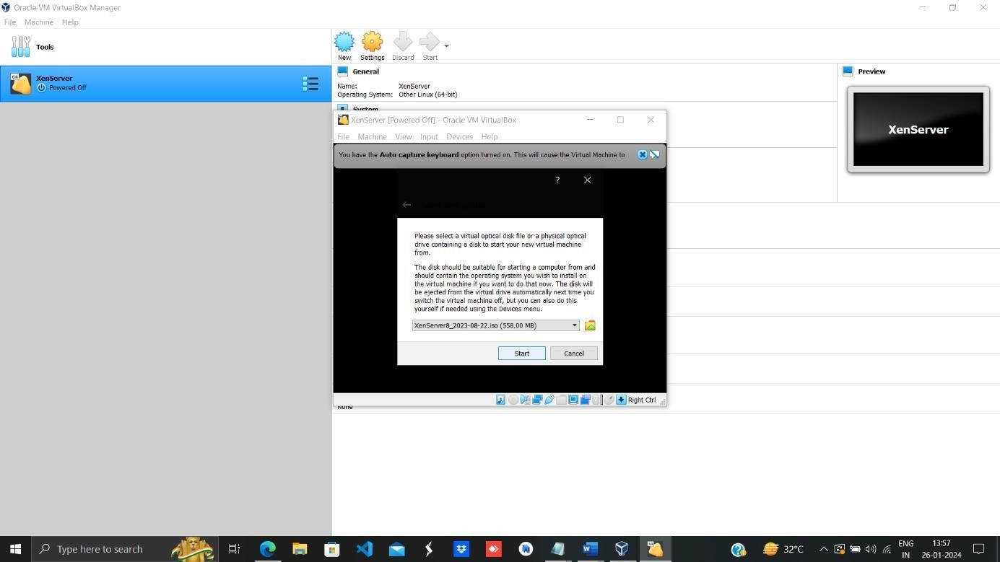 Oracle VM VirtualBox Manager
File Machine Help
Tools
New Settings Discard Start
64
XenServer
Powered Off
General
Name: XenServer
Operating System: Other Linux (64-bit)
System
Preview
XenServer
XenServer [Powered Off] - Oracle VM VirtualBox
File Machine View Input Devices Help
You have the Auto capture keyboard option turned on. This will cause the Virtual Machine to
?
Please select a virtual optical disk file or a physical optical
drive containing a disk to start your new virtual machine
from.
The disk should be suitable for starting a computer from and
should contain the operating system you wish to install on
the virtual machine if you want to do that now. The disk will
be ejected from the virtual drive automatically next time you
switch the virtual machine off, but you can also do this
yourself if needed using the Devices menu.
XenServer8_2023-08-22.iso (558.00 MB)
Start Cancel
Right Ctrl
None
Type here to search
32°C
ENG
IN
13:57
26-01-2024